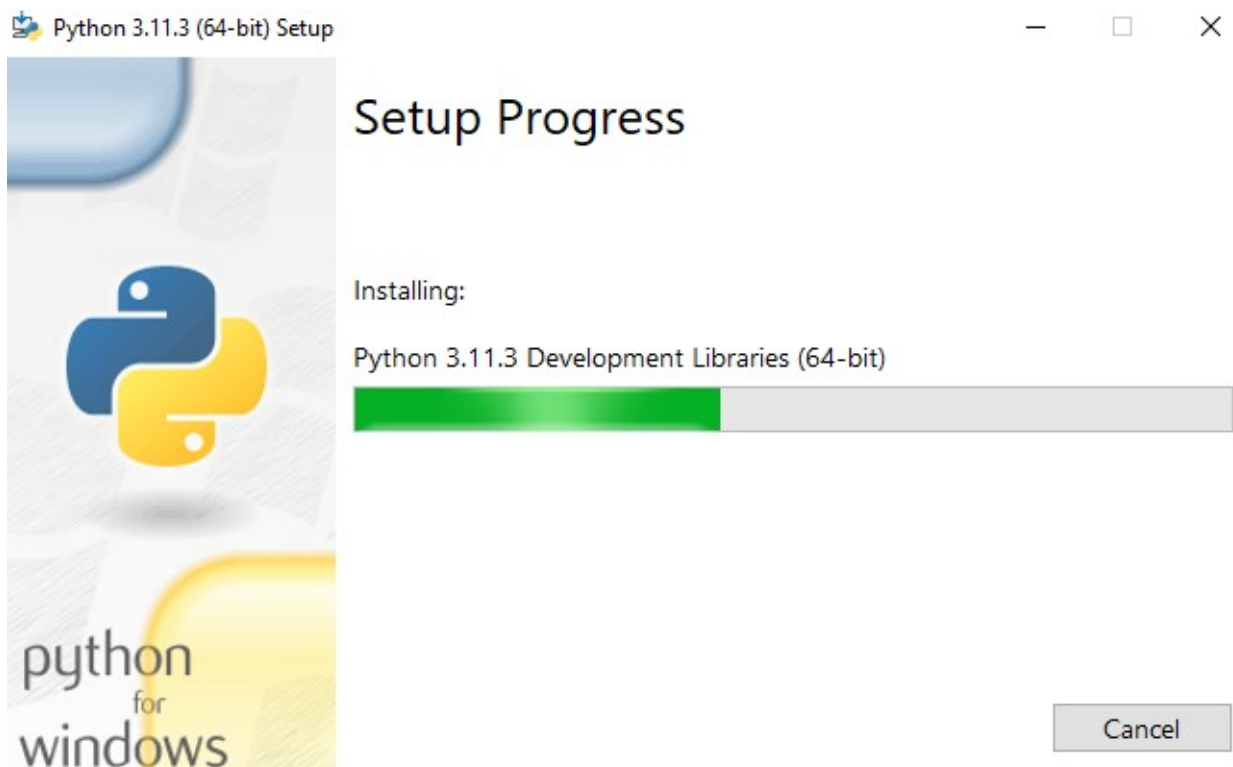 Python 3.11.3 (64-bit) Setup
Setup Progress
Installing:
Python 3.11.3 Development Libraries (64-bit)
python
for
windows
Cancel